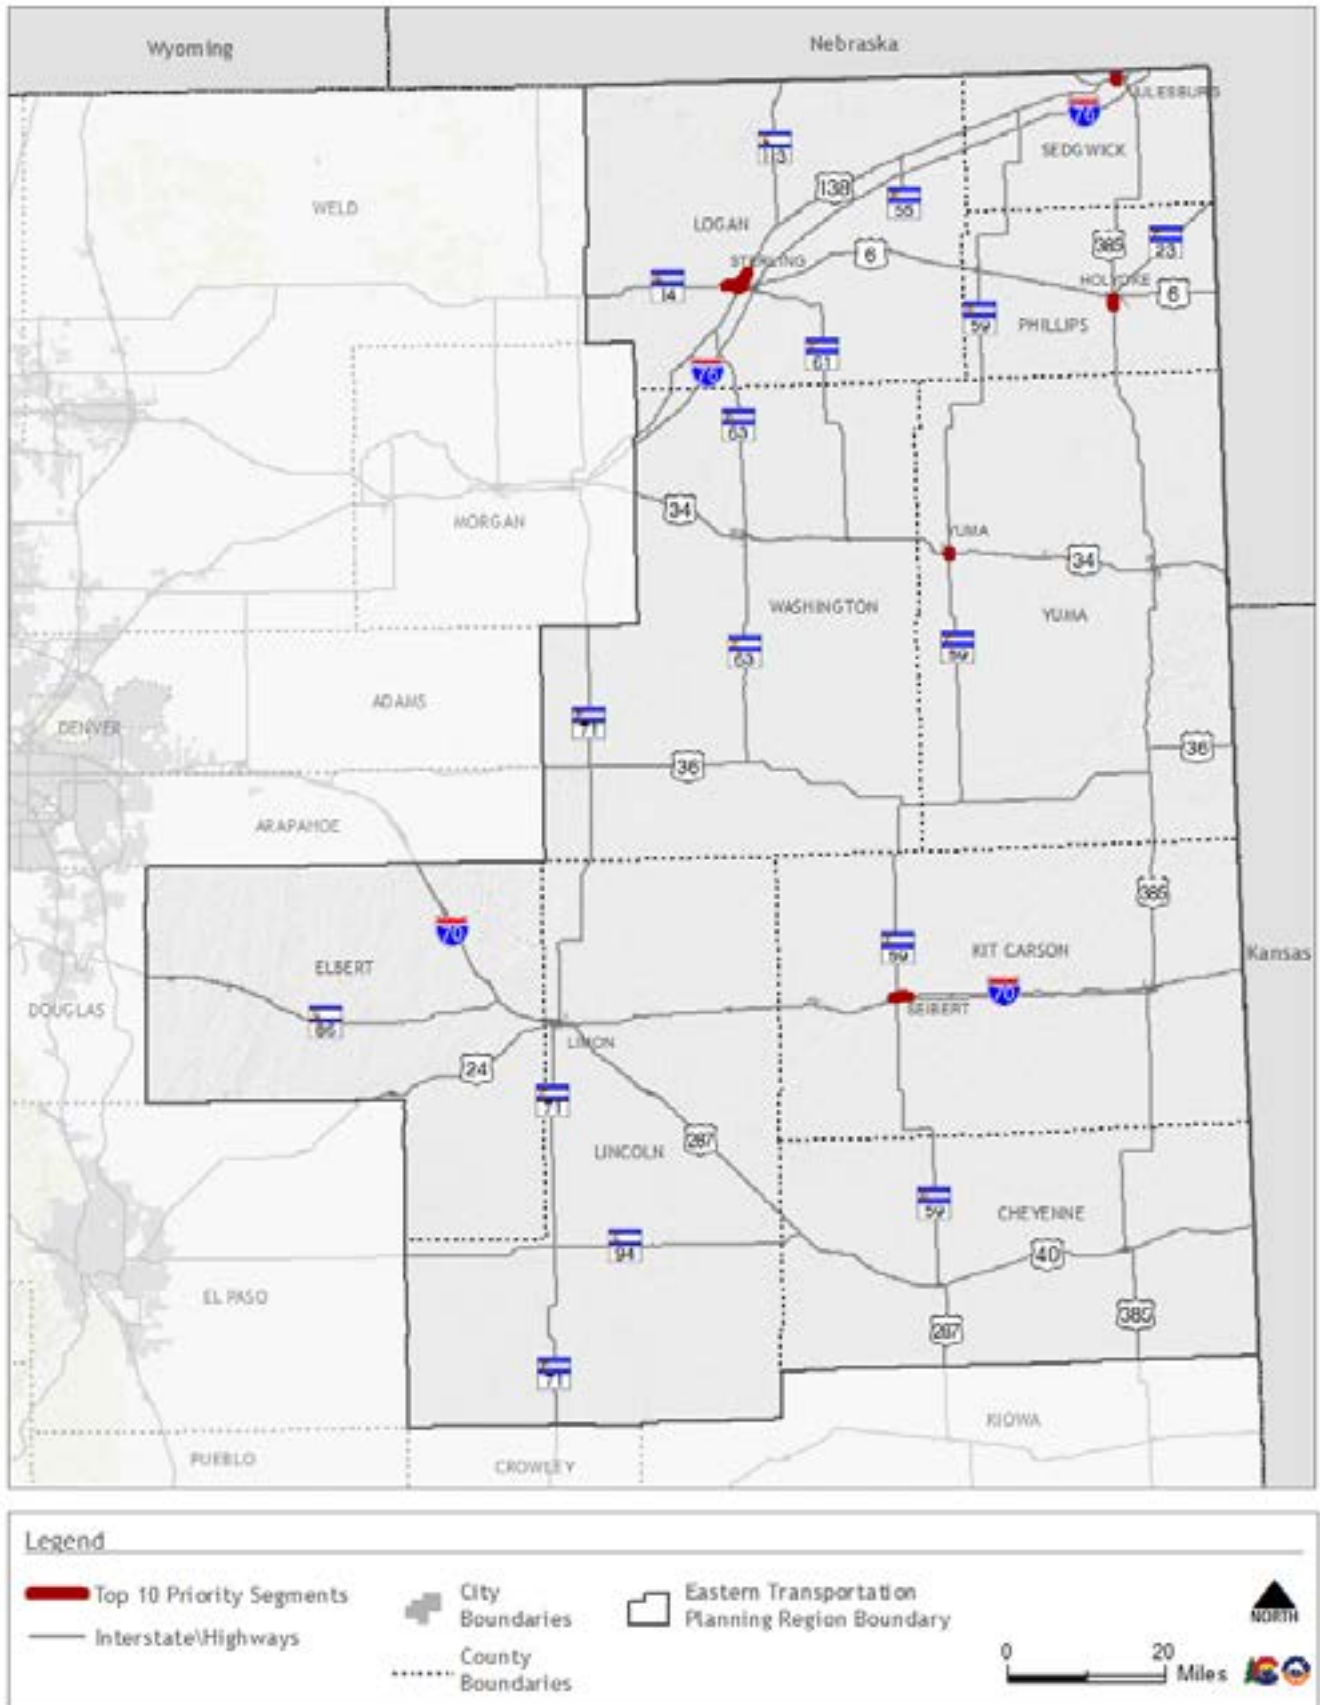 Wyoming
Nebraska
JULESBURG
76
SEDGWICK
113
138
55
WELD
LOGAN
STERLING
6
385
23
14
HOLYOKE
6
59
PHILLIPS
61
76
63
34
MORGAN
YUMA
34
WASHINGTON
YUMA
63
59
ADAMS
71
DENVER
36
36
ARAPAHOE
385
70
59
KIT CARSON
Kansas
ELBERT
70
DOUGLAS
86
SEIBERT
LIMON
24
71
287
LINCOLN
59
CHEYENNE
94
40
EL PASO
385
287
71
KIOWA
PUEBLO
CROWLEY
Legend
Top 10 Priority Segments
Interstate\Highways
City
Boundaries
County
Boundaries
Eastern Transportation
Planning Region Boundary
NORTH
0 20
Miles